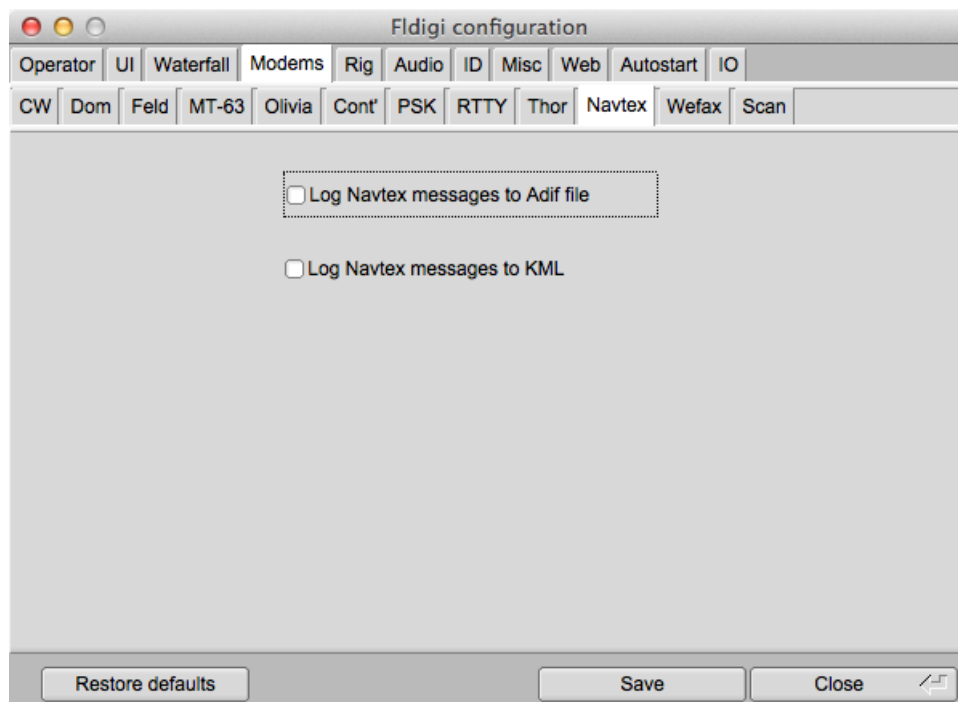 Fldigi configuration
Operator UI Waterfall Modems Rig Audio ID Misc Web Autostart IO
CW Dom Feld MT-63 Olivia Cont' PSK RTTY Thor Navtex Wefax Scan
Log Navtex messages to Adif file
Log Navtex messages to KML
Restore defaults Save Close